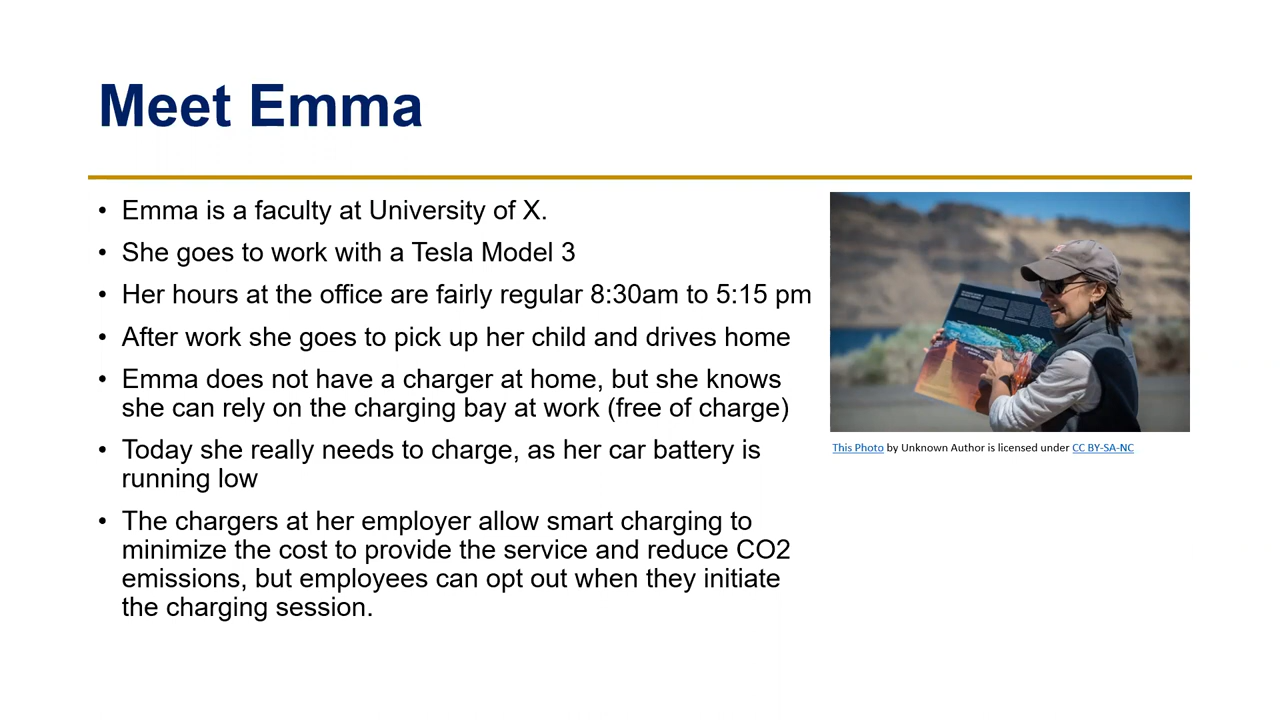 Meet Emma
• Emma is a faculty at University of X.
• She goes to work with a Tesla Model 3
• Her hours at the office are fairly regular 8:30am to 5:15 pm
• After work she goes to pick up her child and drives home
• Emma does not have a charger at home, but she knows
she can rely on the charging bay at work (free of charge)
• Today she really needs to charge, as her car battery is
running low
• The chargers at her employer allow smart charging to
minimize the cost to provide the service and reduce CO2
emissions, but employees can opt out when they initiate
the charging session.
This Photo by Unknown Author is licensed under CC BY-SA-NC